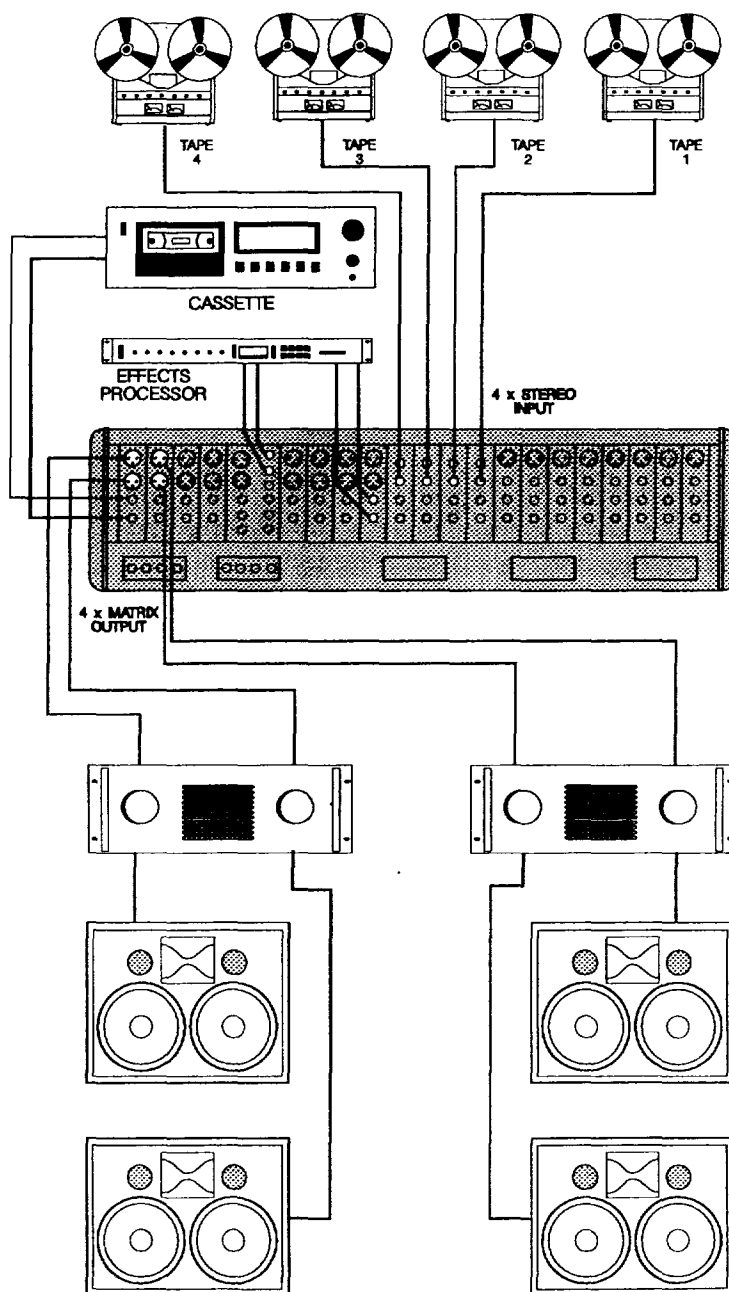 TAPE
4
TAPE
3
TAPE
2
TAPE
1
CASSETTE
EFFECTS
PROCESSOR
4 x STEREO
INPUT
4 x MATRIX
OUTPUT